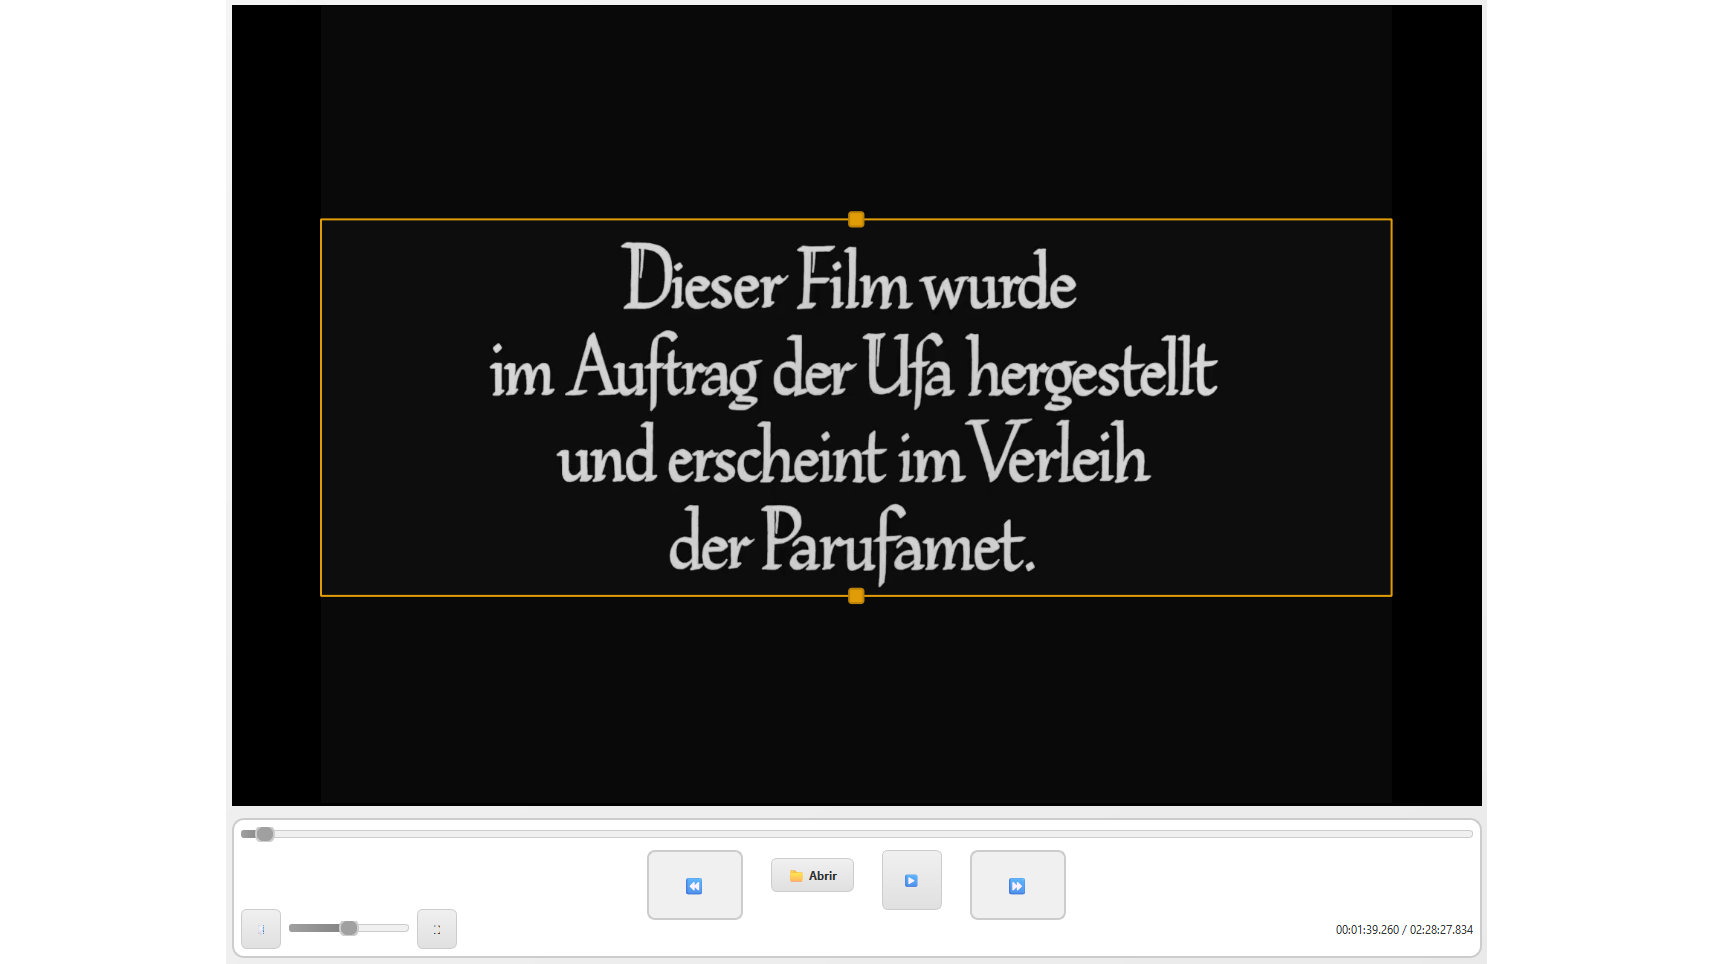 Dieser Film wurde
im Auftrag der Ufa hergestellt
und erscheint im Verleih
der Parufamet.
Abrir
00:01:39.260 / 02:28:27.834